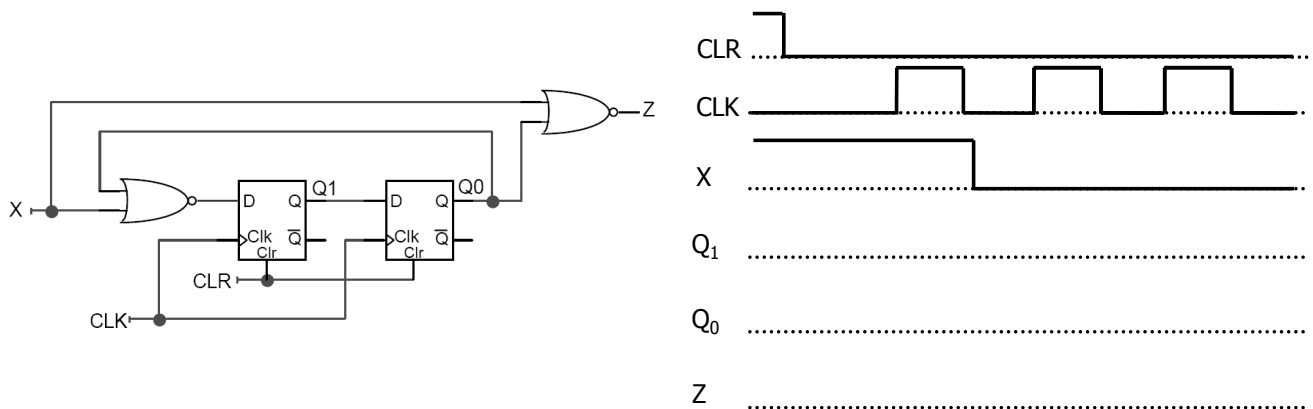 CLR
CLK
X
Q₁
Q₀
Z
Z
Q1
Q0
X
D Q
D Q
Clk Q̅
Clk Q̅
Clr
Clr
CLR
CLK